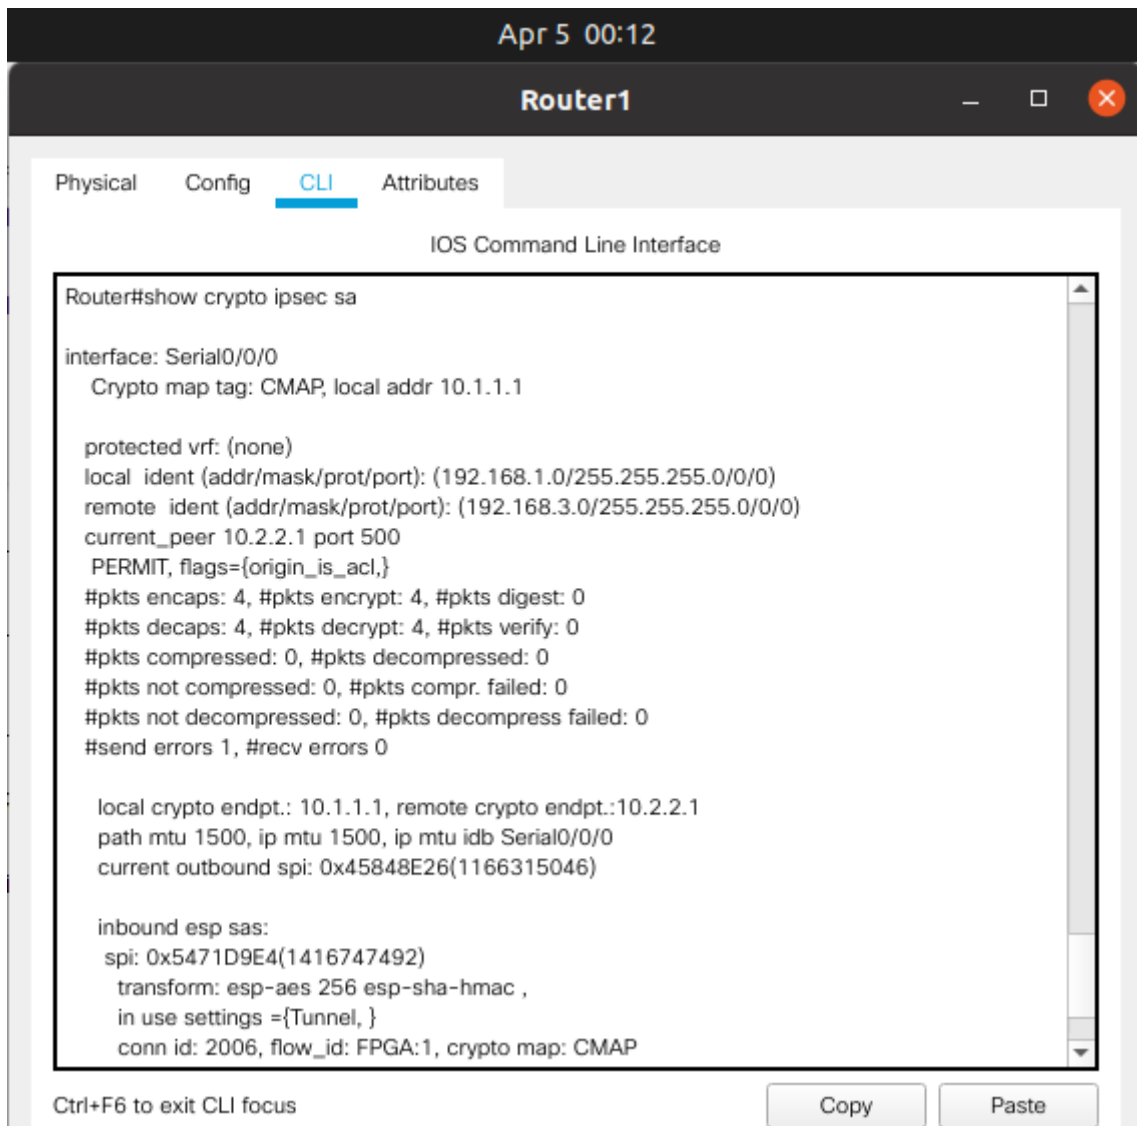 Apr 5 00:12
Router1
Physical Config CLI Attributes
IOS Command Line Interface
Router#show crypto ipsec sa
interface: Serial0/0/0
Crypto map tag: CMAP, local addr 10.1.1.1
protected vrf: (none)
local ident (addr/mask/prot/port): (192.168.1.0/255.255.255.0/0/0)
remote ident (addr/mask/prot/port): (192.168.3.0/255.255.255.0/0/0)
current_peer 10.2.2.1 port 500
PERMIT, flags={origin_is_acl,}
#pkts encaps: 4, #pkts encrypt: 4, #pkts digest: 0
#pkts decaps: 4, #pkts decrypt: 4, #pkts verify: 0
#pkts compressed: 0, #pkts decompressed: 0
#pkts not compressed: 0, #pkts compr. failed: 0
#pkts not decompressed: 0, #pkts decompress failed: 0
#send errors 1, #recv errors 0
local crypto endpt.: 10.1.1.1, remote crypto endpt.:10.2.2.1
path mtu 1500, ip mtu 1500, ip mtu idb Serial0/0/0
current outbound spi: 0x45848E26(1166315046)
inbound esp sas:
spi: 0x5471D9E4(1416747492)
transform: esp-aes 256 esp-sha-hmac ,
in use settings ={Tunnel, }
conn id: 2006, flow_id: FPGA:1, crypto map: CMAP
Ctrl+F6 to exit CLI focus Copy Paste